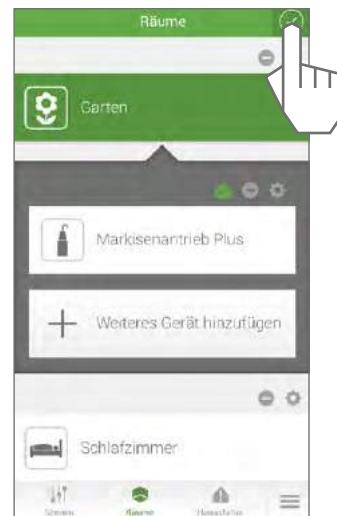 Räume
Garten
Markisenantrieb Plus
Weiteres Gerät hinzufügen
Schlafzimmer
Räume